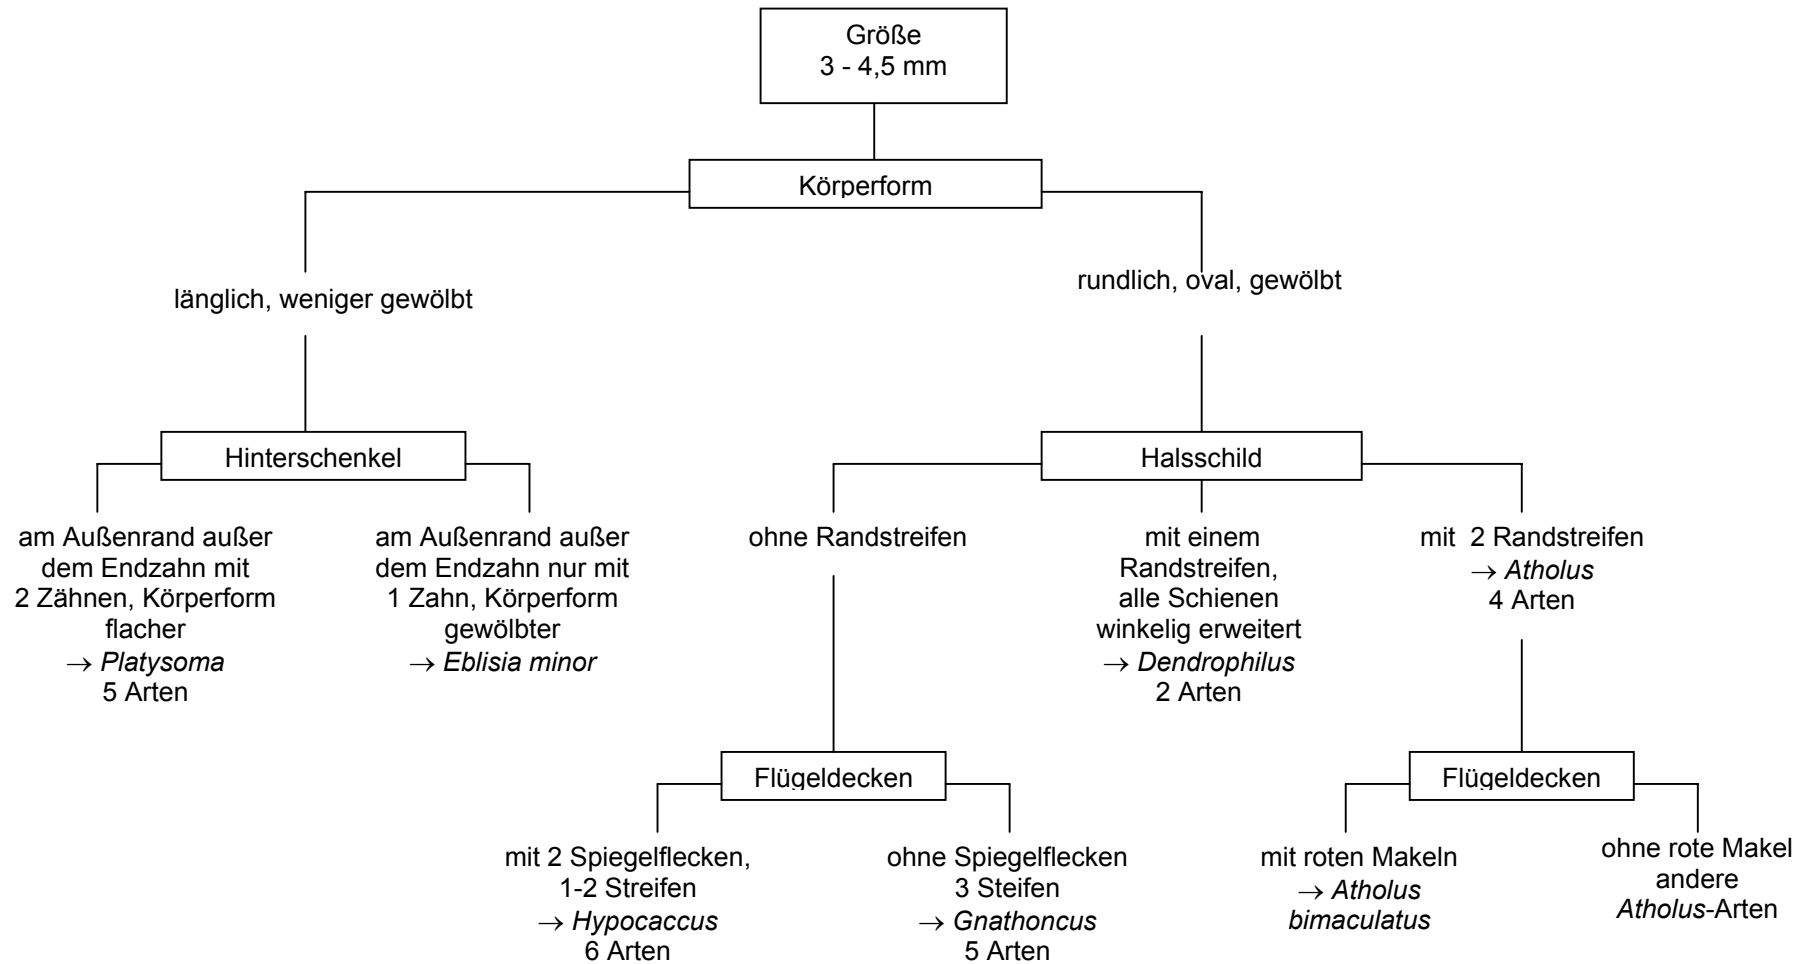 Größe
3 - 4,5 mm
Körperform
länglich, weniger gewölbt
rundlich, oval, gewölbt
Hinterschenkel
Halsschild
am Außenrand außer
dem Endzahn mit
2 Zähnen, Körperform
flacher
→ Platysoma
5 Arten
am Außenrand außer
dem Endzahn nur mit
1 Zahn, Körperform
gewölbter
→ Eblisia minor
ohne Randstreifen
mit einem
Randstreifen,
alle Schienen
winkelig erweitert
→ Dendrophilus
2 Arten
mit 2 Randstreifen
→ Atholus
4 Arten
Flügeldecken
Flügeldecken
mit 2 Spiegelflecken,
1-2 Streifen
→ Hypocaccus
6 Arten
ohne Spiegelflecken
3 Steifen
→ Gnathoncus
5 Arten
mit roten Makeln
→ Atholus
bimaculatus
ohne rote Makel
andere
Atholus-Arten